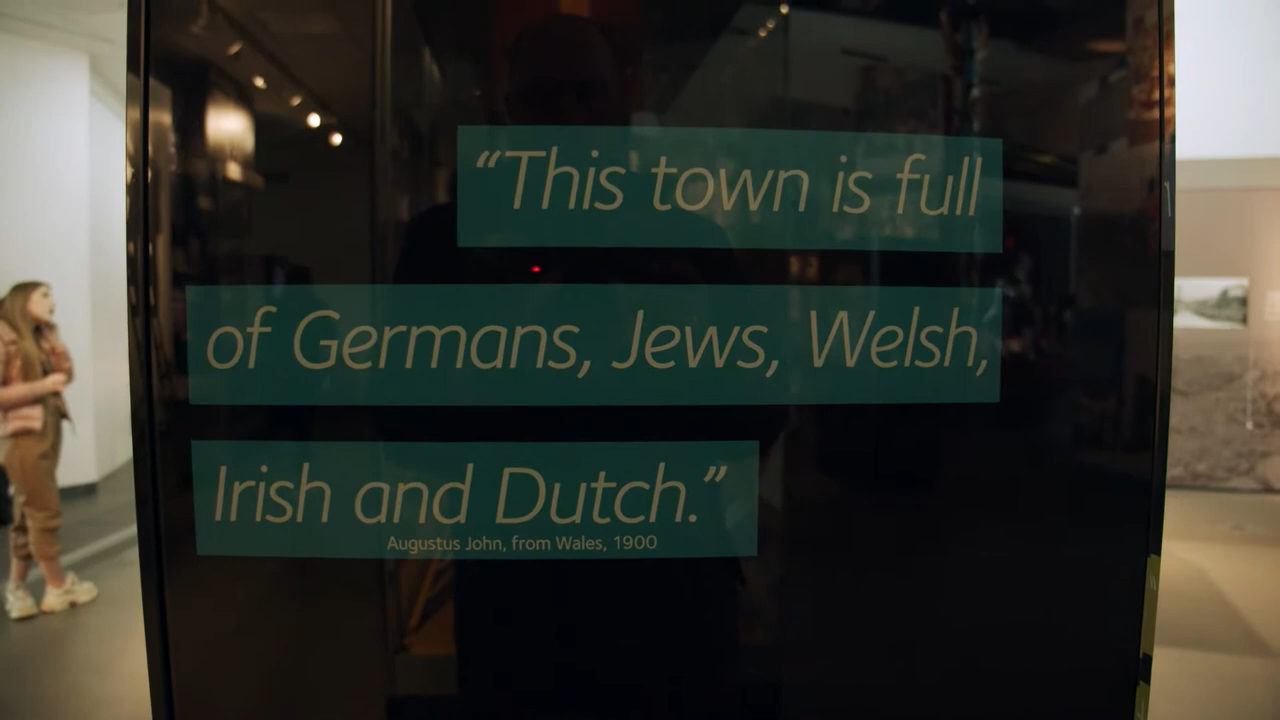 “This town is full
of Germans, Jews, Welsh,
Irish and Dutch.”
Augustus John, from Wales, 1900